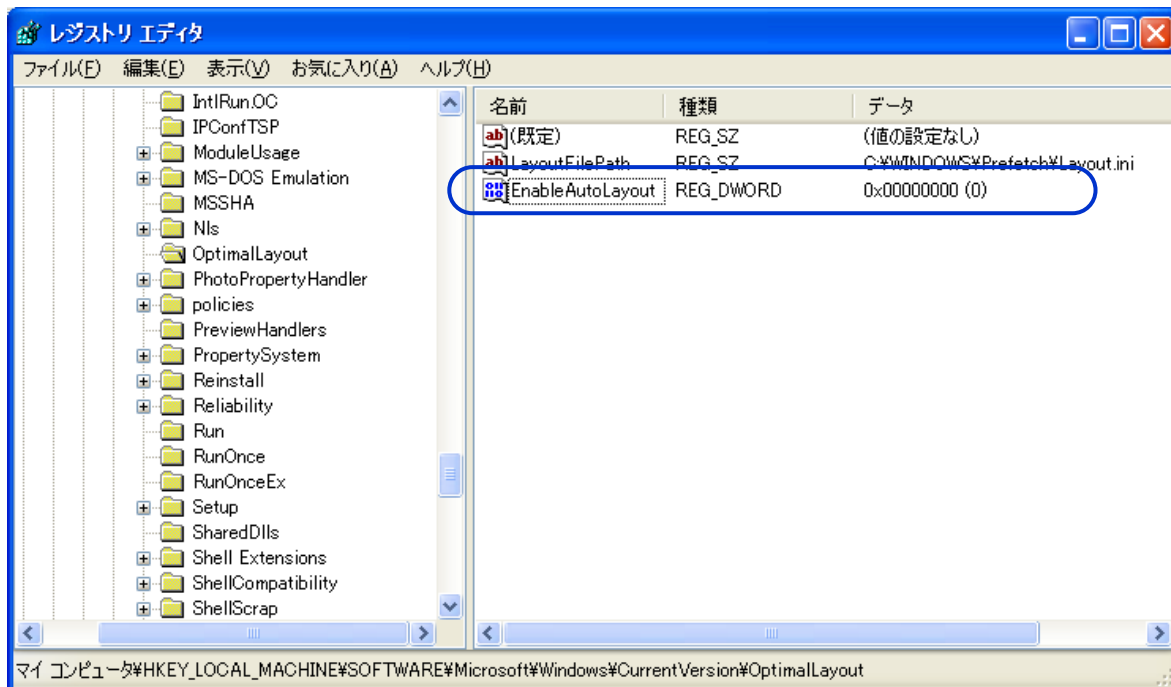 レジストリ エディタ
ファイル(F) 編集(E) 表示(V) お気に入り(A) ヘルプ(H)
IntlRun.OC
IPConfTSP
ModuleUsage
MS-DOS Emulation
MSSHA
Nls
OptimalLayout
PhotoPropertyHandler
policies
PreviewHandlers
PropertySystem
Reinstall
Reliability
Run
RunOnce
RunOnceEx
Setup
SharedDlls
Shell Extensions
ShellCompatibility
ShellScrap
名前 種類 データ
(既定) REG_SZ (値の設定なし)
LayoutFilePath REG_SZ C:¥WINDOWS¥Prefetch¥Layout.ini
EnableAutoLayout REG_DWORD 0x00000000 (0)
マイ コンピュータ¥HKEY_LOCAL_MACHINE¥SOFTWARE¥Microsoft¥Windows¥CurrentVersion¥OptimalLayout